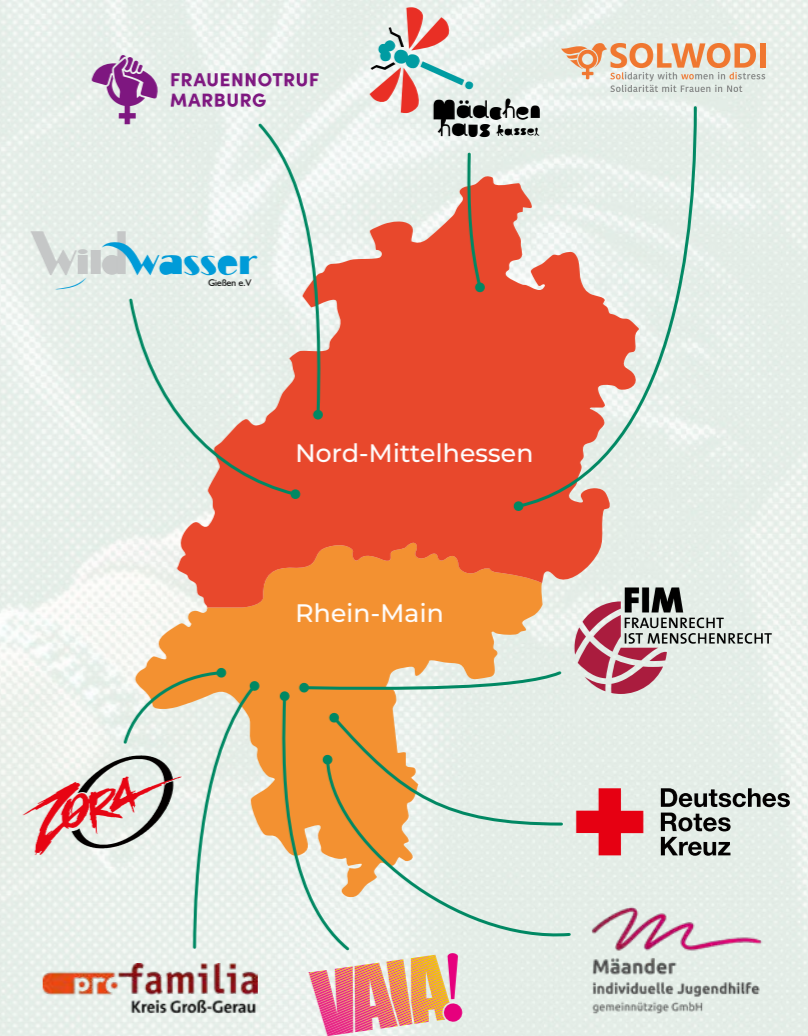 FRAUENNOTRUF
MARBURG
Mädchen
haus kassel
SOLWODI
Solidarity with women in distress
Solidarität mit Frauen in Not
Wildwasser
Gießen e.V
Nord-Mittelhessen
Rhein-Main
FIM
FRAUENRECHT
IST MENSCHENRECHT
ZORA
Deutsches
Rotes
Kreuz
pro familia
Kreis Groß-Gerau
VAIA!
Mäander
individuelle Jugendhilfe
gemeinnützige GmbH